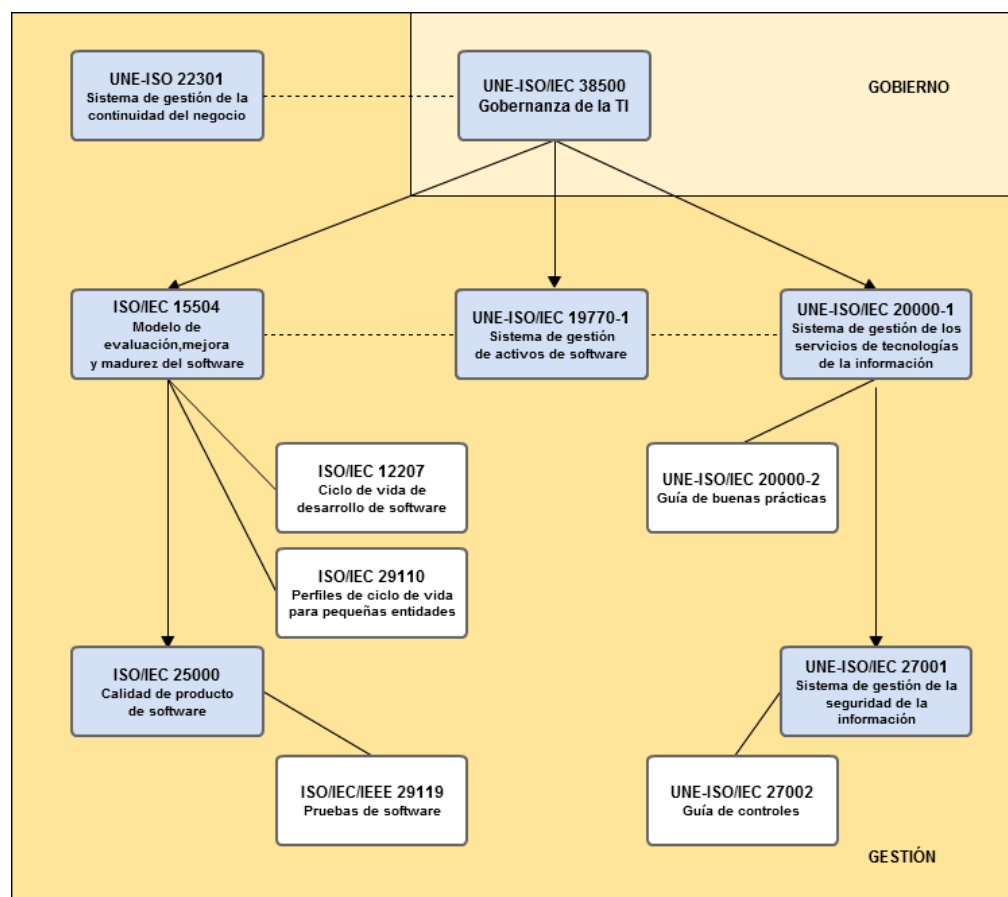 UNE-ISO 22301
Sistema de gestión de la
continuidad del negocio
UNE-ISO/IEC 38500
Gobernanza de la TI
GOBIERNO
ISO/IEC 15504
Modelo de
evaluación,mejora
y madurez del software
UNE-ISO/IEC 19770-1
Sistema de gestión
de activos de software
UNE-ISO/IEC 20000-1
Sistema de gestión de los
servicios de tecnologías
de la información
ISO/IEC 12207
Ciclo de vida de
desarrollo de software
UNE-ISO/IEC 20000-2
Guía de buenas prácticas
ISO/IEC 29110
Perfiles de ciclo de vida
para pequeñas entidades
ISO/IEC 25000
Calidad de producto
de software
UNE-ISO/IEC 27001
Sistema de gestión de la
seguridad de la
información
ISO/IEC/IEEE 29119
Pruebas de software
UNE-ISO/IEC 27002
Guía de controles
GESTIÓN